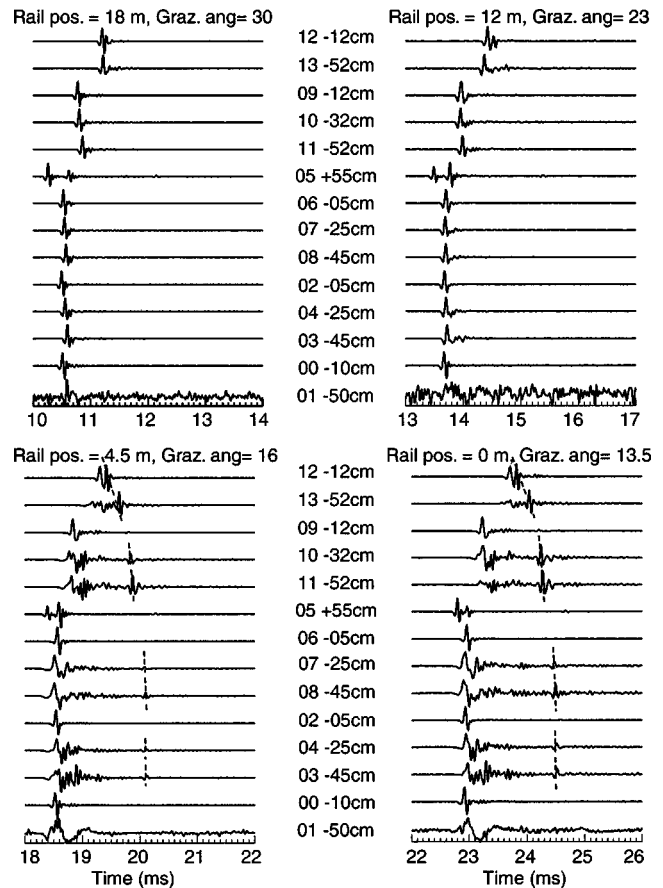 Rail pos. = 18 m, Graz. ang= 30
Rail pos. = 12 m, Graz. ang= 23
12 -12cm
13 -52cm
09 -12cm
10 -32cm
11 -52cm
05 +55cm
06 -05cm
07 -25cm
08 -45cm
02 -05cm
04 -25cm
03 -45cm
00 -10cm
01 -50cm
10 11 12 13 14
13 14 15 16 17
Rail pos. = 4.5 m, Graz. ang= 16
Rail pos. = 0 m, Graz. ang= 13.5
12 -12cm
13 -52cm
09 -12cm
10 -32cm
11 -52cm
05 +55cm
06 -05cm
07 -25cm
08 -45cm
02 -05cm
04 -25cm
03 -45cm
00 -10cm
01 -50cm
18 19 20 21 22
22 23 24 25 26
Time (ms)
Time (ms)